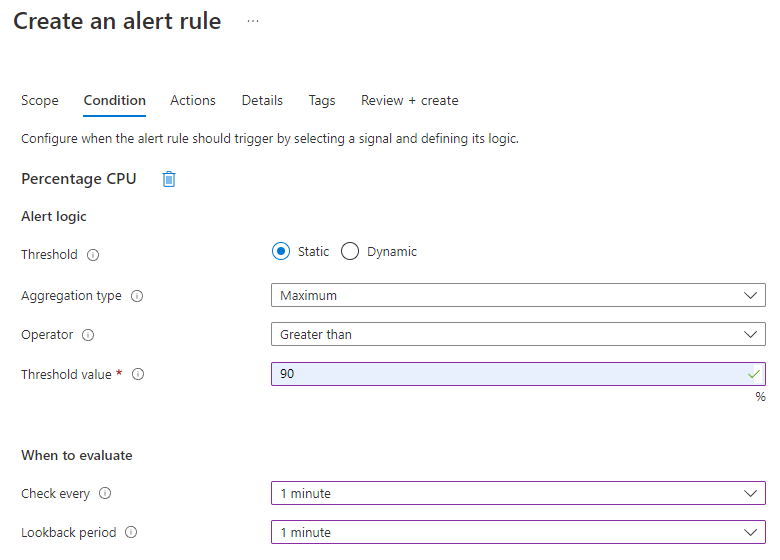 Create an alert rule ...
Scope Condition Actions Details Tags Review + create
Configure when the alert rule should trigger by selecting a signal and defining its logic.
Percentage CPU
Alert logic
Threshold Static Dynamic
Aggregation type Maximum
Operator Greater than
Threshold value * 90
%
When to evaluate
Check every 1 minute
Lookback period 1 minute